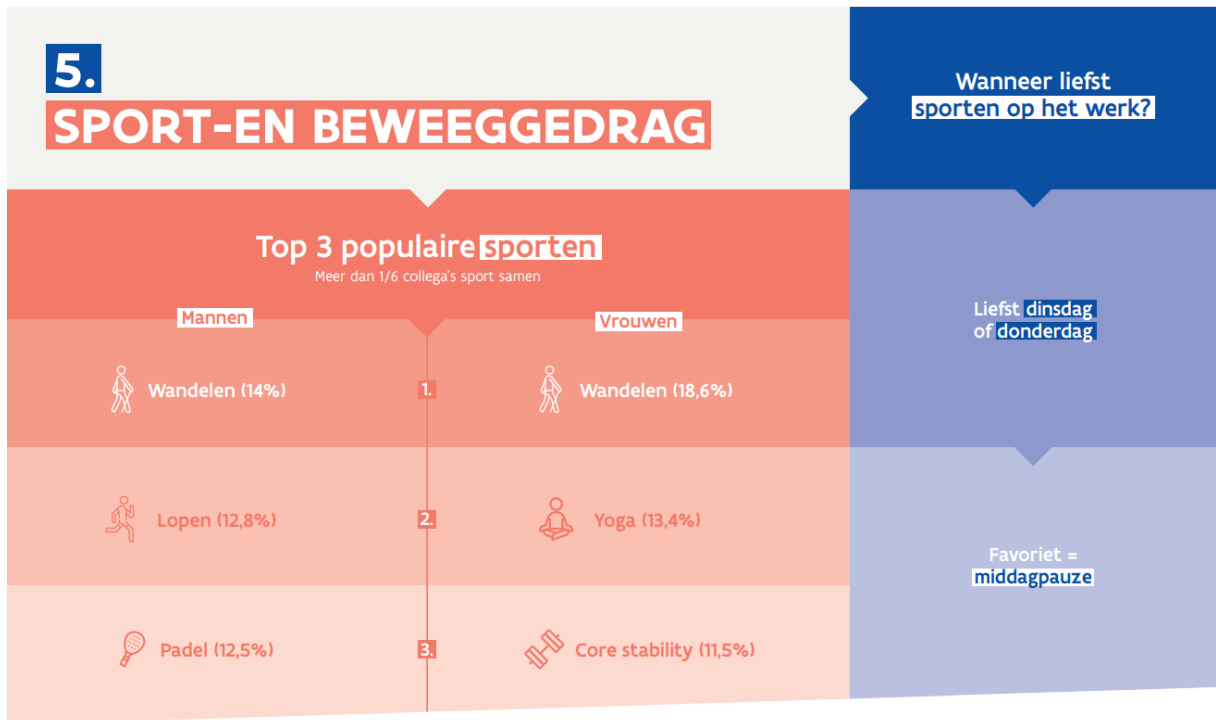 5.
SPORT-EN BEWEEGGEDRAG
Top 3 populaire sporten
Meer dan 1/6 collega's sport samen
Mannen
Vrouwen
Wandelen (14%)
1.
Wandelen (18,6%)
Lopen (12,8%)
2.
Yoga (13,4%)
Padel (12,5%)
3.
Core stability (11,5%)
Wanneer liefst
sporten op het werk?
Liefst dinsdag
of donderdag
Favoriet =
middagpauze